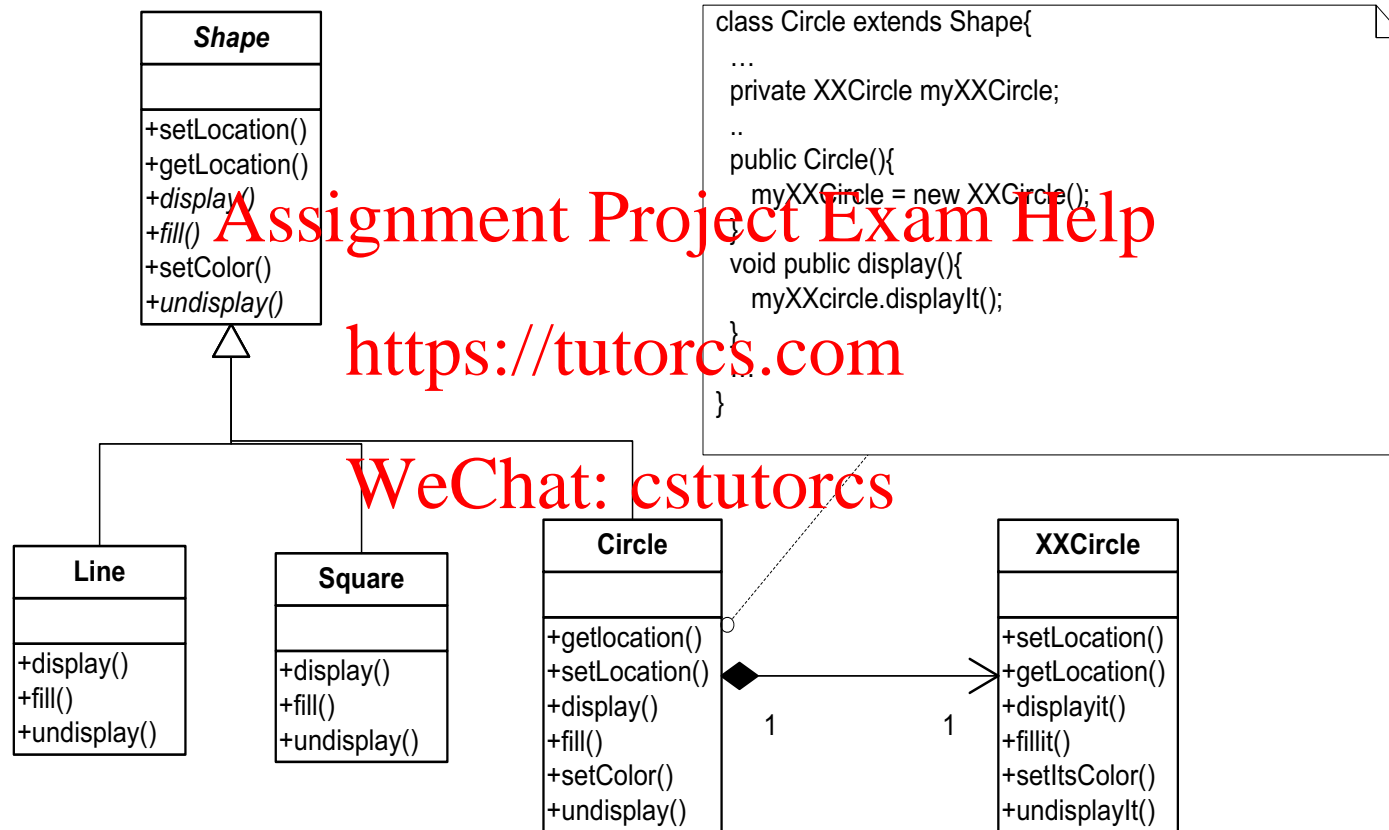 Shape
+setLocation()
+getLocation()
+display()
+fill()
+setColor()
+undisplay()
class Circle extends Shape{
…
private XXCircle myXXCircle;
..
public Circle(){
myXXCircle = new XXCircle();
}
void public display(){
myXXcircle.displayIt();
}
…
}
Assignment Project Exam Help
https://tutorcs.com
WeChat: cstutorcs
Line
+display()
+fill()
+undisplay()
Square
+display()
+fill()
+undisplay()
Circle
+getlocation()
+setLocation()
+display()
+fill()
+setColor()
+undisplay()
1
1
XXCircle
+setLocation()
+getLocation()
+displayit()
+fillit()
+setItsColor()
+undisplayIt()